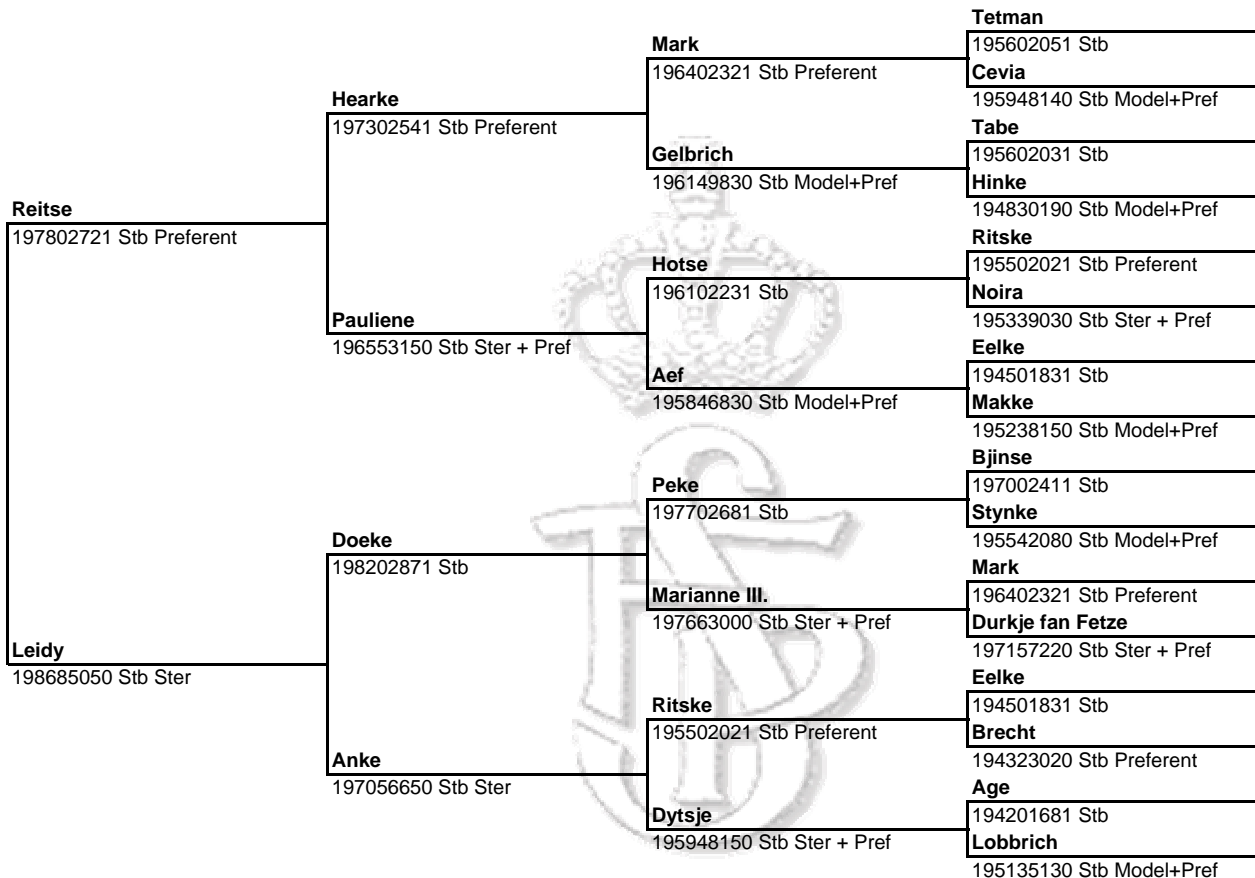 Tetman
195602051 Stb
Mark
196402321 Stb Preferent
Cevia
195948140 Stb Model+Pref
Hearke
197302541 Stb Preferent
Tabe
195602031 Stb
Gelbrich
196149830 Stb Model+Pref
Hinke
194830190 Stb Model+Pref
Reitse
197802721 Stb Preferent
Ritske
195502021 Stb Preferent
Hotse
196102231 Stb
Noira
195339030 Stb Ster + Pref
Pauliene
196553150 Stb Ster + Pref
Eelke
194501831 Stb
Aef
195846830 Stb Model+Pref
Makke
195238150 Stb Model+Pref
Bjinse
197002411 Stb
Peke
197702681 Stb
Stynke
195542080 Stb Model+Pref
Doeke
198202871 Stb
Mark
196402321 Stb Preferent
Marianne III.
197663000 Stb Ster + Pref
Durkje fan Fetze
197157220 Stb Ster + Pref
Leidy
198685050 Stb Ster
Eelke
194501831 Stb
Ritske
195502021 Stb Preferent
Brecht
194323020 Stb Preferent
Anke
197056650 Stb Ster
Age
194201681 Stb
Dytsje
195948150 Stb Ster + Pref
Lobbrich
195135130 Stb Model+Pref